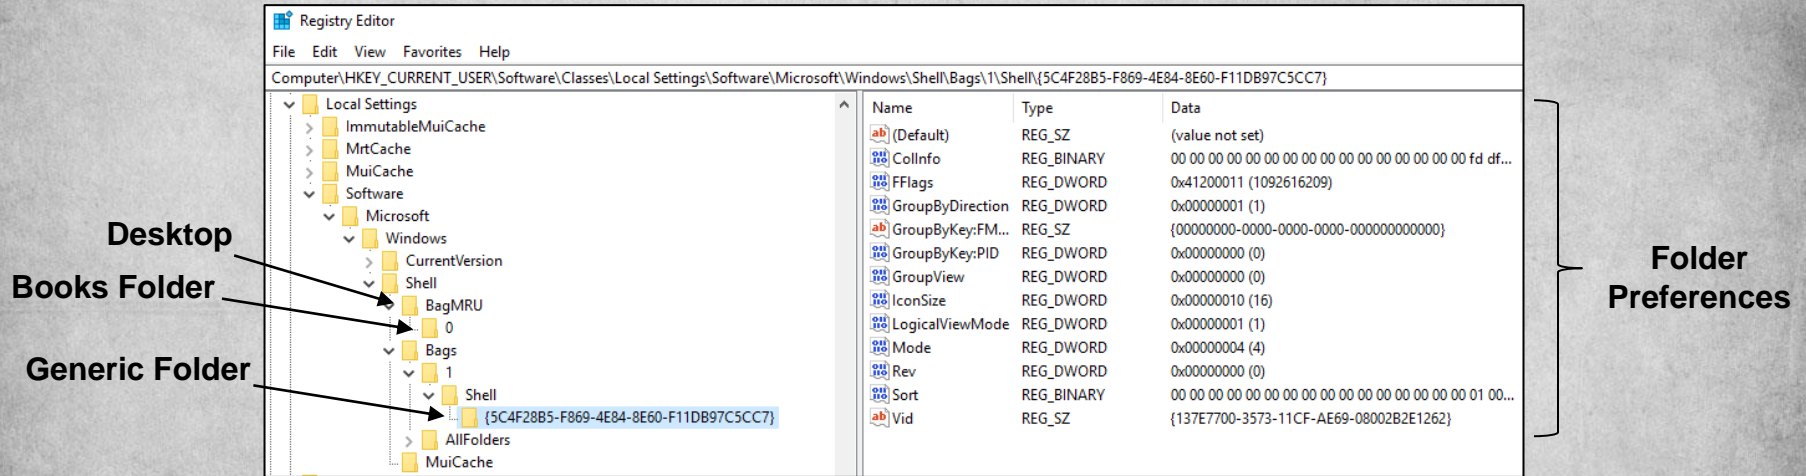 Registry Editor
File Edit View Favorites Help
Computer\HKEY_CURRENT_USER\Software\Classes\Local Settings\Software\Microsoft\Windows\Shell\Bags\1\Shell\{5C4F28B5-F869-4E84-8E60-F11DB97C5CC7}
Local Settings
ImmutableMuiCache
MrtCache
MuiCache
Software
Microsoft
Windows
CurrentVersion
Shell
BagMRU
0
Bags
1
Shell
{5C4F28B5-F869-4E84-8E60-F11DB97C5CC7}
AllFolders
MuiCache
Name Type Data
(Default) REG_SZ (value not set)
ColInfo REG_BINARY 00 00 00 00 00 00 00 00 00 00 00 00 00 00 00 00 fd df...
FFlags REG_DWORD 0x41200011 (1092616209)
GroupByDirection REG_DWORD 0x00000001 (1)
GroupByKey:FM... REG_SZ {00000000-0000-0000-0000-000000000000}
GroupByKey:PID REG_DWORD 0x00000000 (0)
GroupView REG_DWORD 0x00000000 (0)
IconSize REG_DWORD 0x00000010 (16)
LogicalViewMode REG_DWORD 0x00000001 (1)
Mode REG_DWORD 0x00000004 (4)
Rev REG_DWORD 0x00000000 (0)
Sort REG_BINARY 00 00 00 00 00 00 00 00 00 00 00 00 00 00 00 00 01 00...
Vid REG_SZ {137E7700-3573-11CF-AE69-08002B2E1262}
Desktop
Books Folder
Generic Folder
Folder
Preferences